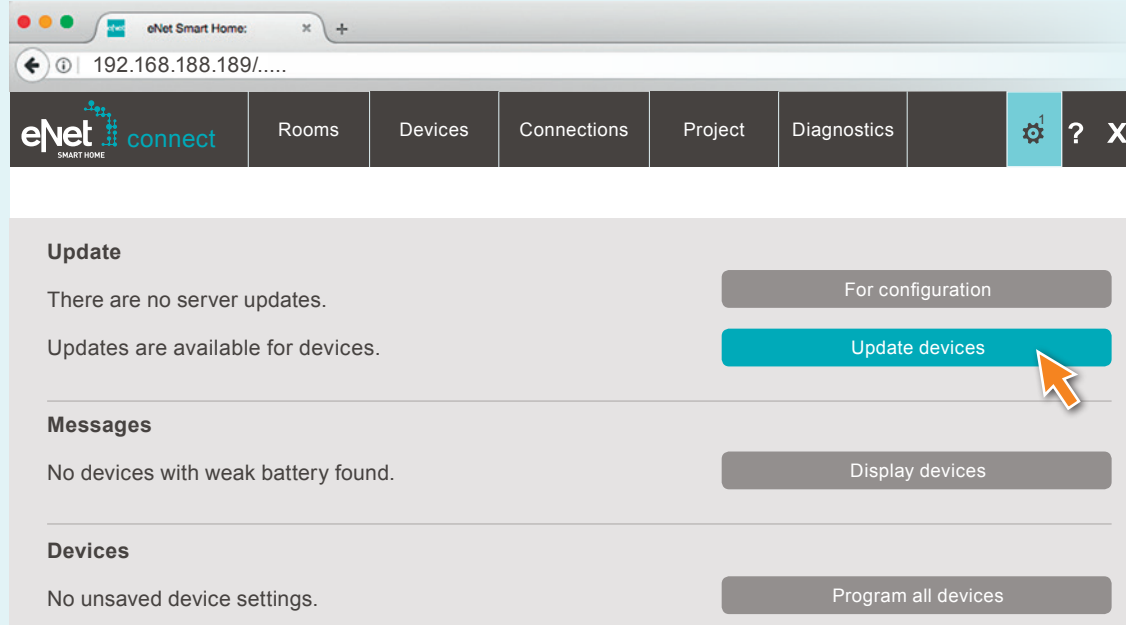 eNet Smart Home:
192.168.188.189/.....
eNet SMART HOME connect
Rooms
Devices
Connections
Project
Diagnostics
1
?
X
Update
There are no server updates.
For configuration
Updates are available for devices.
Update devices
Messages
No devices with weak battery found.
Display devices
Devices
No unsaved device settings.
Program all devices